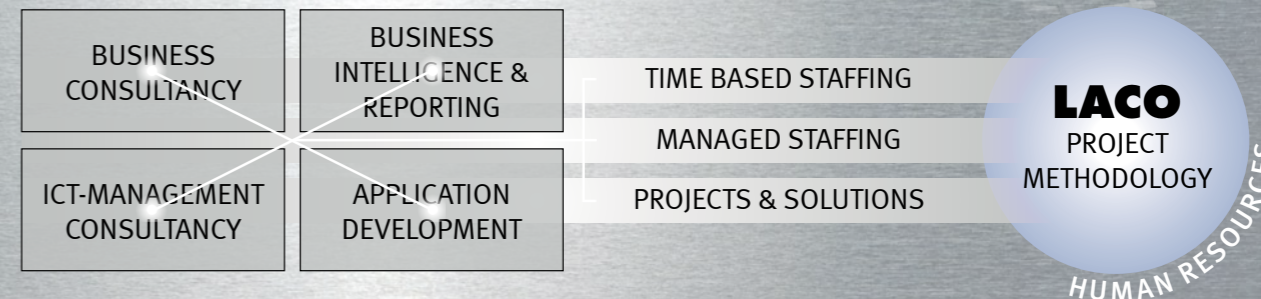 BUSINESS
CONSULTANCY
BUSINESS
INTELLIGENCE &
REPORTING
ICT-MANAGEMENT
CONSULTANCY
APPLICATION
DEVELOPMENT
TIME BASED STAFFING
MANAGED STAFFING
PROJECTS & SOLUTIONS
LACO
PROJECT
METHODOLOGY
HUMAN RESOURCES